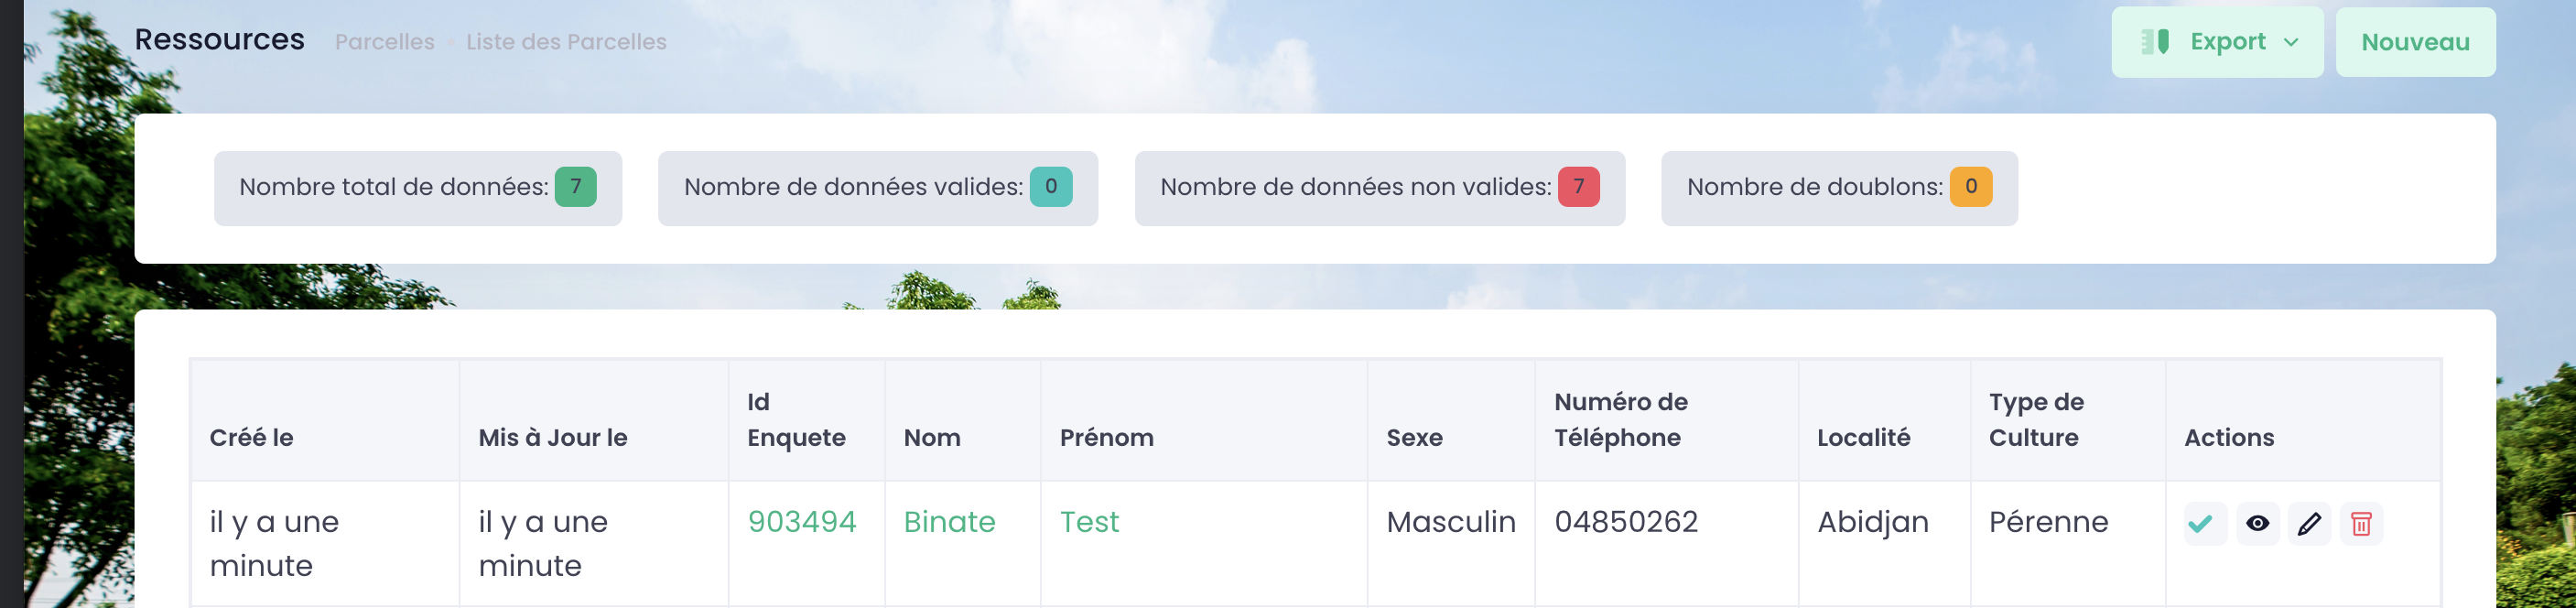 Ressources Parcelles Liste des Parcelles Export Nouveau
Nombre total de données: 7 Nombre de données valides: 0 Nombre de données non valides: 7 Nombre de doublons: 0
Créé le Mis à Jour le Id Enquete Nom Prénom Sexe Numéro de Téléphone Localité Type de Culture Actions
il y a une minute il y a une minute 903494 Binate Test Masculin 04850262 Abidjan Pérenne